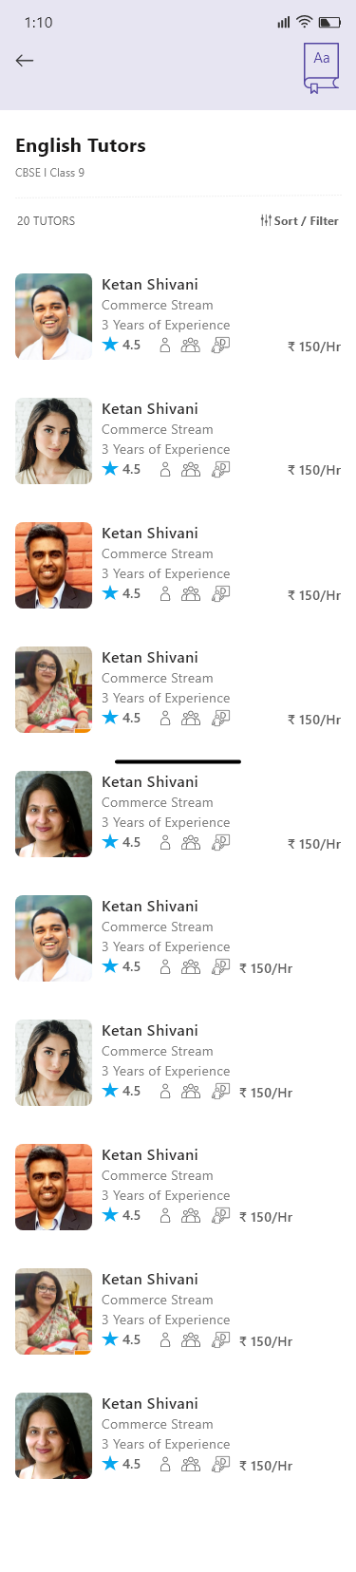 1:10
Aa
English Tutors
CBSE I Class 9
20 TUTORS
Sort / Filter
Ketan Shivani
Commerce Stream
3 Years of Experience
4.5
₹ 150/Hr
Ketan Shivani
Commerce Stream
3 Years of Experience
4.5
₹ 150/Hr
Ketan Shivani
Commerce Stream
3 Years of Experience
4.5
₹ 150/Hr
Ketan Shivani
Commerce Stream
3 Years of Experience
4.5
₹ 150/Hr
Ketan Shivani
Commerce Stream
3 Years of Experience
4.5
₹ 150/Hr
Ketan Shivani
Commerce Stream
3 Years of Experience
4.5 ₹ 150/Hr
Ketan Shivani
Commerce Stream
3 Years of Experience
4.5 ₹ 150/Hr
Ketan Shivani
Commerce Stream
3 Years of Experience
4.5 ₹ 150/Hr
Ketan Shivani
Commerce Stream
3 Years of Experience
4.5 ₹ 150/Hr
Ketan Shivani
Commerce Stream
3 Years of Experience
4.5 ₹ 150/Hr